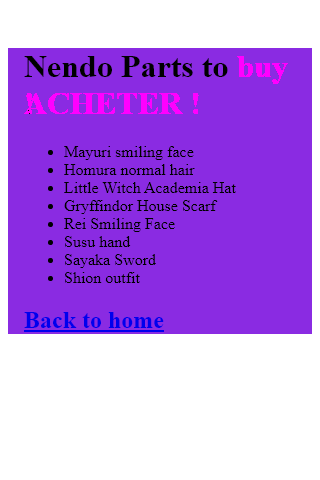 Nendo Parts to buy
ACHETER !
Mayuri smiling face
Homura normal hair
Little Witch Academia Hat
Gryffindor House Scarf
Rei Smiling Face
Susu hand
Sayaka Sword
Shion outfit
Back to home